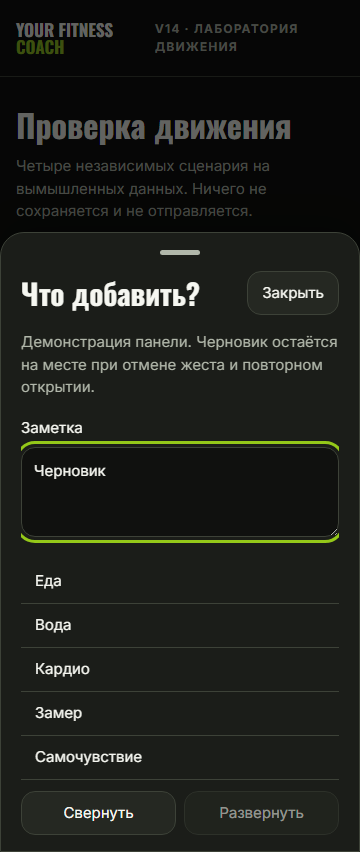 YOUR FITNESS
COACH
V14 · ЛАБОРАТОРИЯ
ДВИЖЕНИЯ
Проверка движения
Четыре независимых сценария на
вымышленных данных. Ничего не
сохраняется и не отправляется.
Что добавить?
Закрыть
Демонстрация панели. Черновик остаётся
на месте при отмене жеста и повторном
открытии.
Заметка
Черновик
Еда
Вода
Кардио
Замер
Самочувствие
Свернуть
Развернуть